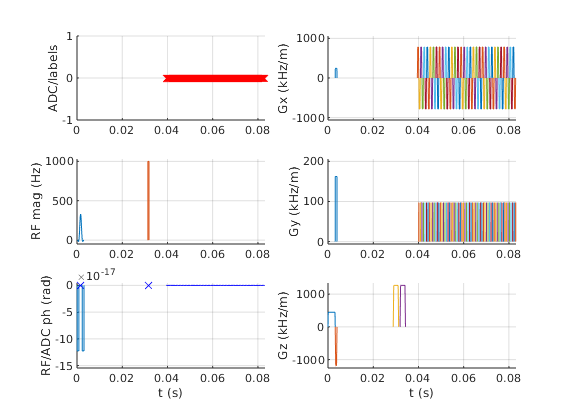 ADC/labels
1
0
-1
0 0.02 0.04 0.06 0.08
Gx (kHz/m)
1000
0
-1000
0 0.02 0.04 0.06 0.08
RF mag (Hz)
1000
500
0
0 0.02 0.04 0.06 0.08
Gy (kHz/m)
200
100
0
0 0.02 0.04 0.06 0.08
RF/ADC ph (rad)
×10^-17
0
-5
-10
-15
0 0.02 0.04 0.06 0.08
t (s)
Gz (kHz/m)
1000
0
-1000
0 0.02 0.04 0.06 0.08
t (s)